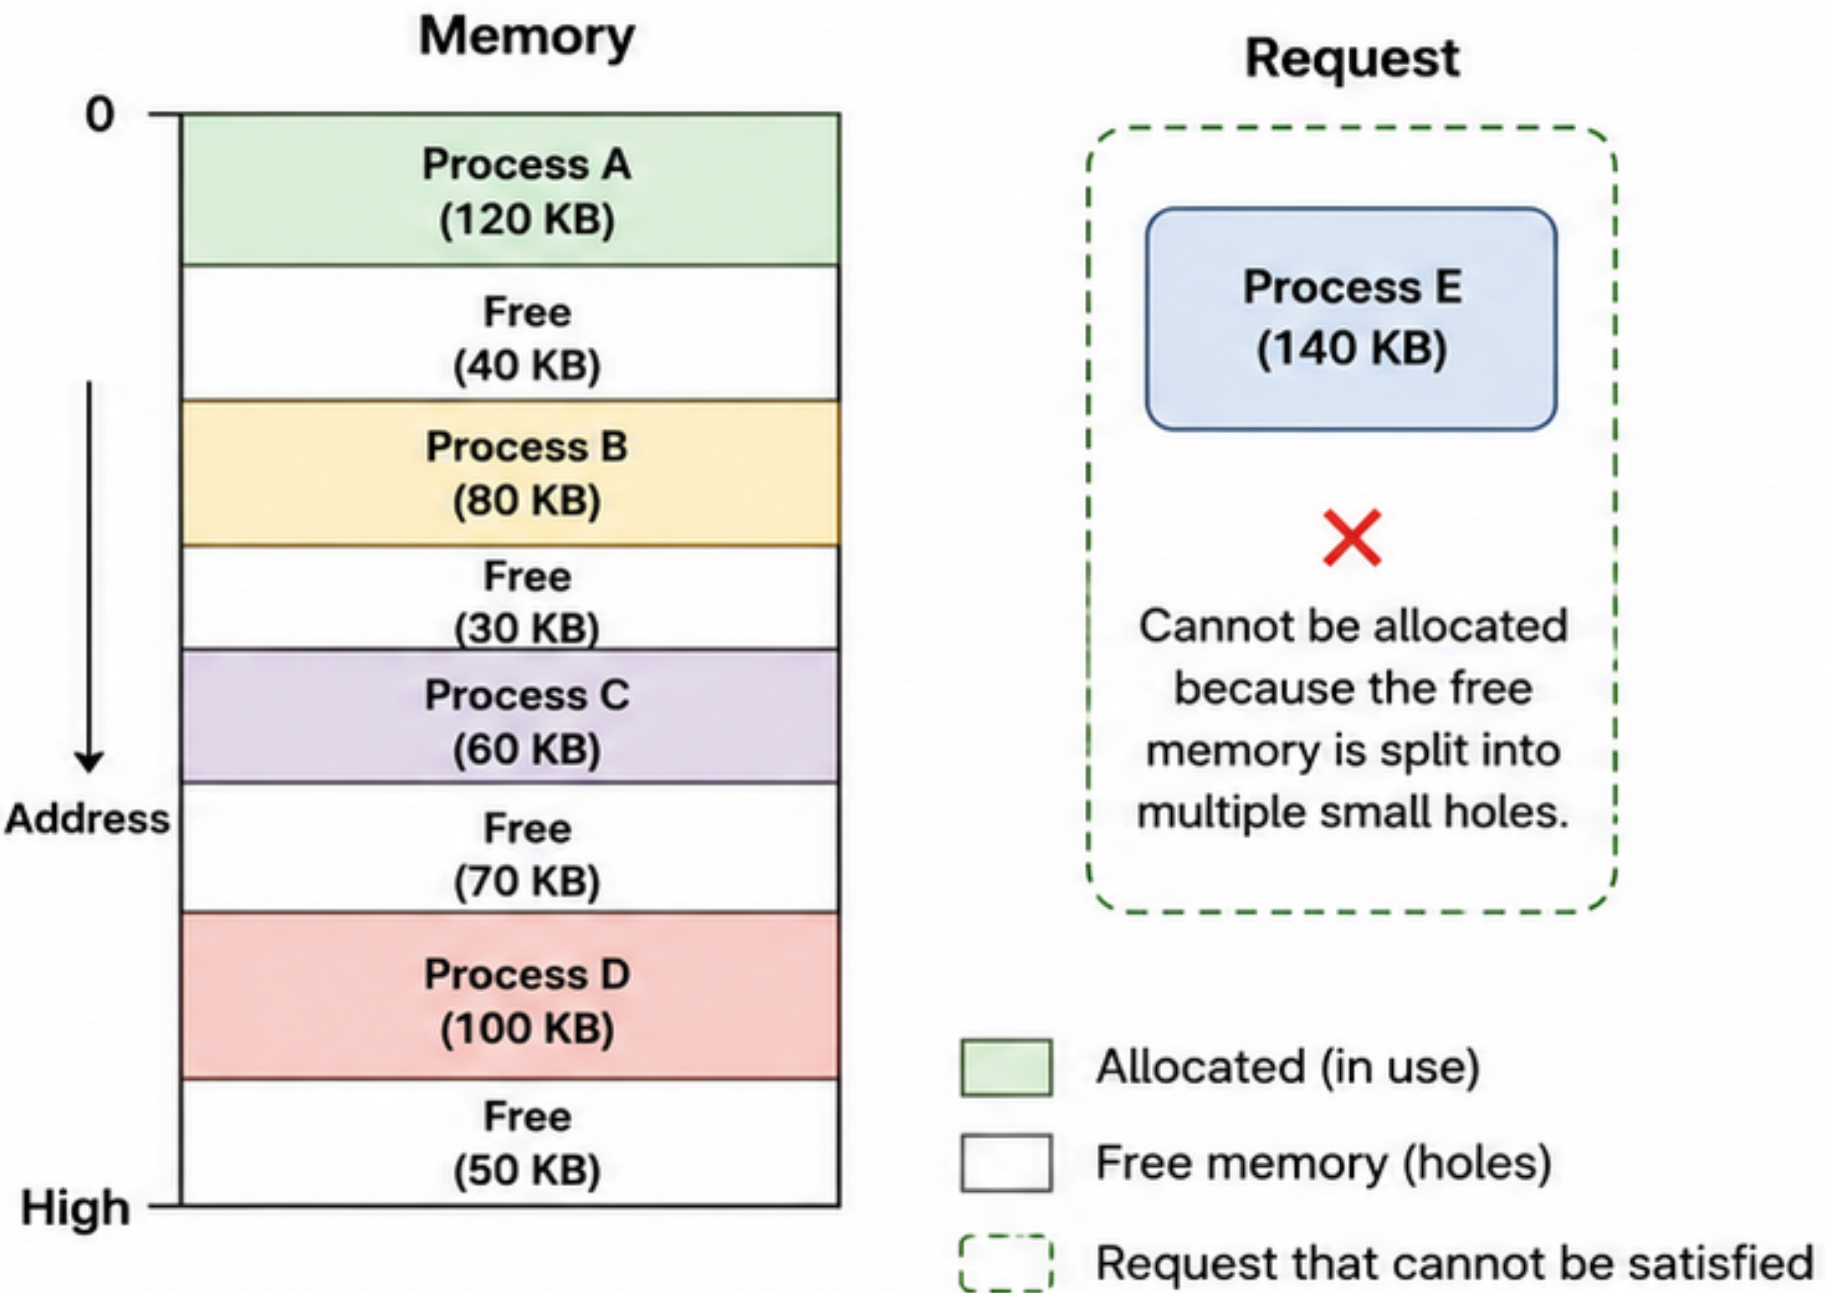 Memory
0
Process A
(120 KB)
Free
(40 KB)
Process B
(80 KB)
Free
(30 KB)
Process C
(60 KB)
Free
(70 KB)
Process D
(100 KB)
Free
(50 KB)
Address
High
Request
Process E
(140 KB)
Cannot be allocated
because the free
memory is split into
multiple small holes.
Allocated (in use)
Free memory (holes)
Request that cannot be satisfied